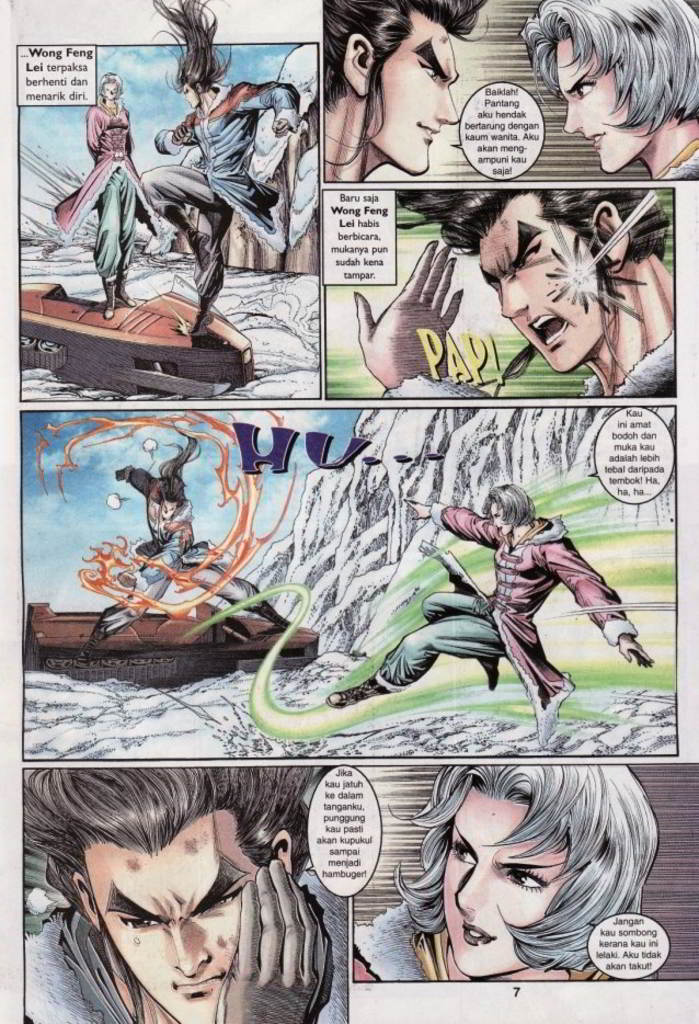 ...Wong Feng
Lei terpaksa
berhenti dan
menarik diri.
Baiklah!
Pantang
aku hendak
bertarung dengan
kaum wanita. Aku
akan meng-
ampuni kau
saja!
Baru saja
Wong Feng
Lei habis
berbicara,
mukanya pun
sudah kena
tampar.
PAP!
HU...
Kau
ini amat
bodoh dan
muka kau
adalah lebih
tebal daripada
tembok! Ha,
ha, ha...
Jika
kau jatuh
ke dalam
tanganku,
punggung
kau pasti
akan kupukul
sampai
menjadi
hambuger!
Jangan
kau sombong
kerana kau ini
lelaki. Aku tidak
akan takut!
7